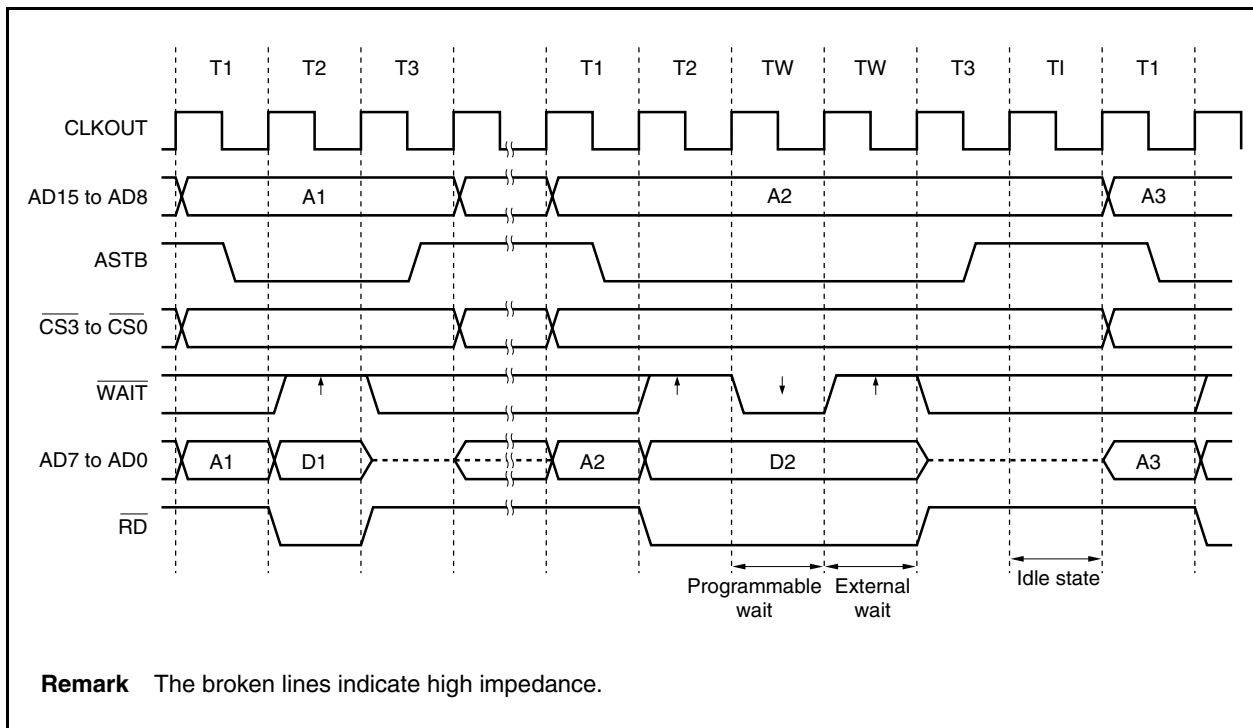 T1 T2 T3 T1 T2 TW TW T3 TI T1
CLKOUT
AD15 to AD8 A1 A2 A3
ASTB
CS3 to CS0
WAIT
AD7 to AD0 A1 D1 A2 D2 A3
RD
Programmable wait
External wait
Idle state
Remark The broken lines indicate high impedance.